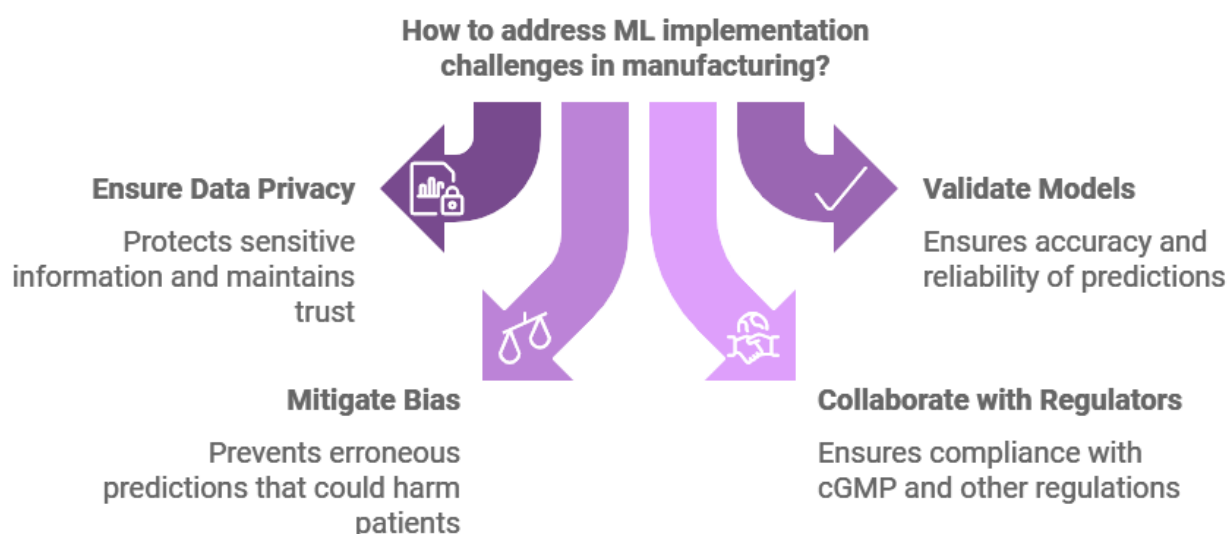 How to address ML implementation
challenges in manufacturing?
Ensure Data Privacy
Protects sensitive
information and maintains
trust
Validate Models
Ensures accuracy and
reliability of predictions
Mitigate Bias
Prevents erroneous
predictions that could harm
patients
Collaborate with Regulators
Ensures compliance with
cGMP and other regulations